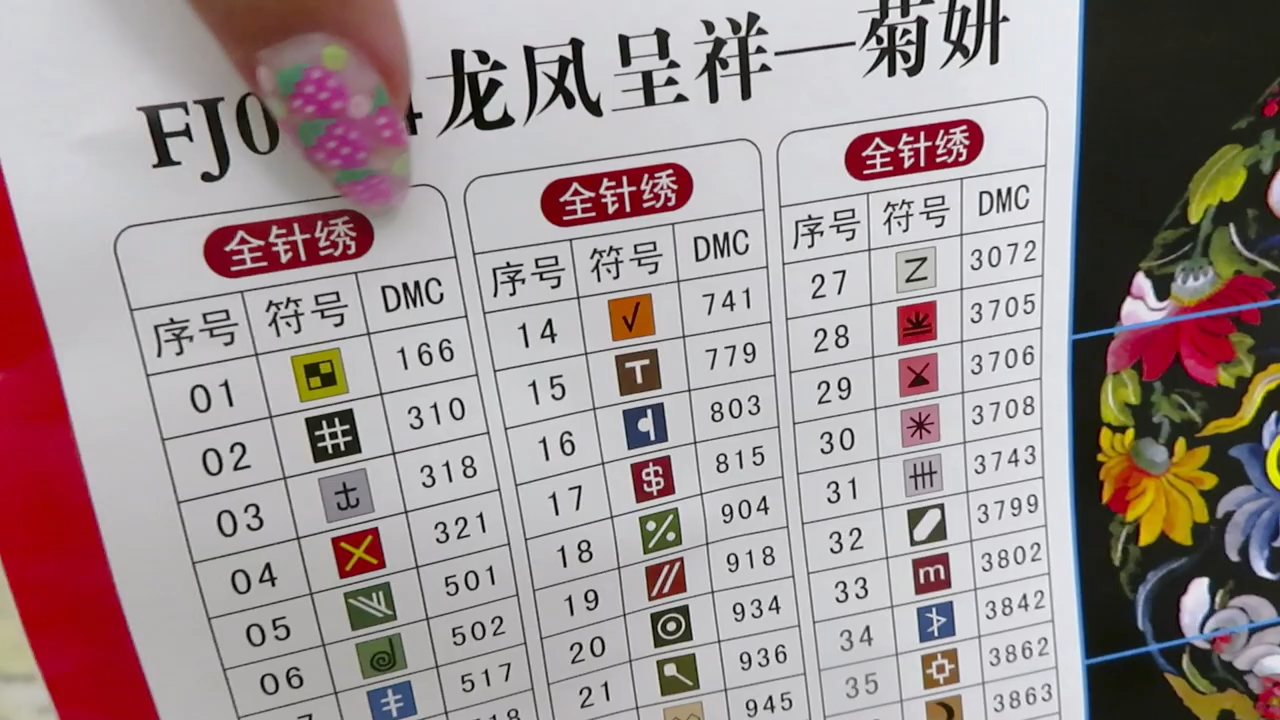 龙凤呈祥—菊妍
全针绣
序号 符号 DMC
01 166
02 310
03 318
04 321
05 501
06 502
517
全针绣
序号 符号 DMC
14 √ 741
15 T 779
16 803
17 $ 815
18 904
19 // 918
20 934
21 936
945
全针绣
序号 符号 DMC
27 Z 3072
28 3705
29 3706
30 3708
31 3743
32 3799
33 m 3802
34 3842
35 3862
3863